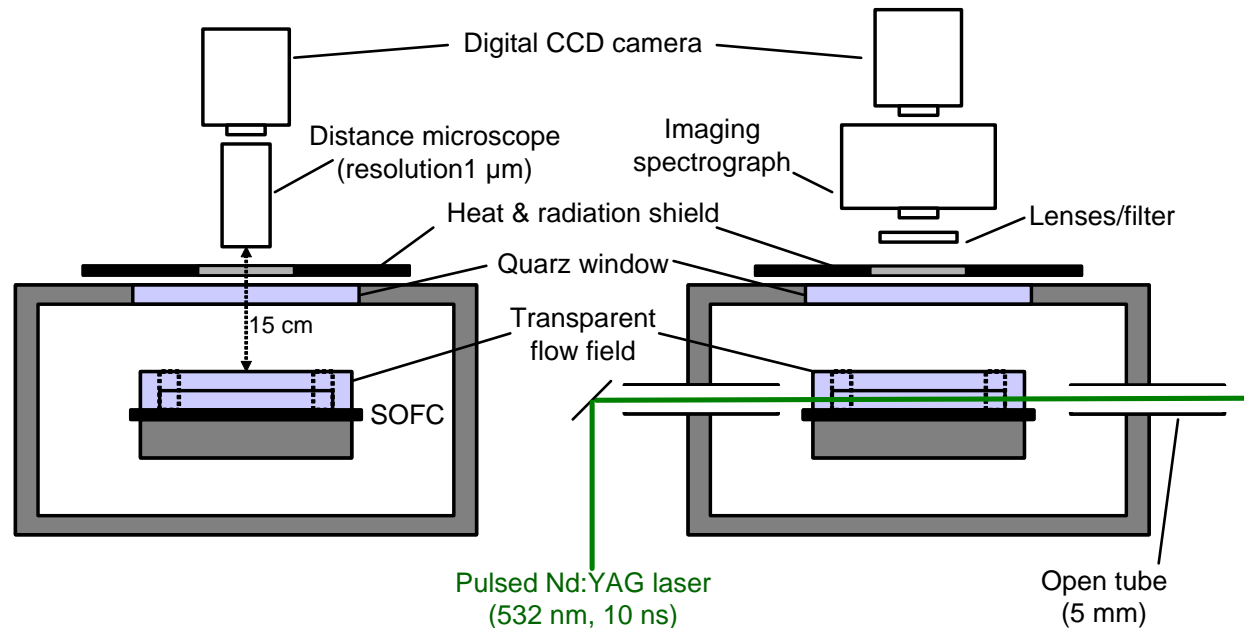 Digital CCD camera
Distance microscope
(resolution1 µm)
Imaging
spectrograph
Heat & radiation shield
Lenses/filter
Quarz window
15 cm
Transparent
flow field
SOFC
Pulsed Nd:YAG laser
(532 nm, 10 ns)
Open tube
(5 mm)